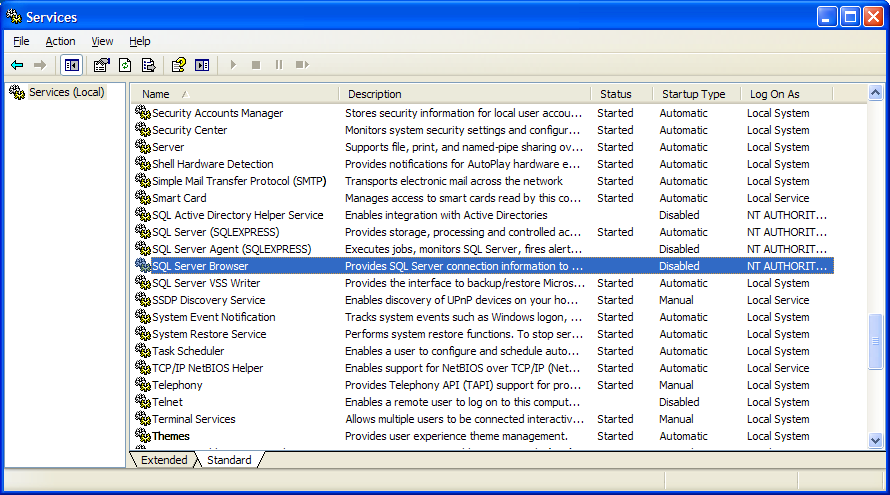 Services
File Action View Help
Services (Local)
Name Description Status Startup Type Log On As
Security Accounts Manager Stores security information for local user accou... Started Automatic Local System
Security Center Monitors system security settings and configur... Started Automatic Local System
Server Supports file, print, and named-pipe sharing ov... Started Automatic Local System
Shell Hardware Detection Provides notifications for AutoPlay hardware e... Started Automatic Local System
Simple Mail Transfer Protocol (SMTP) Transports electronic mail across the network Started Automatic Local System
Smart Card Manages access to smart cards read by this co... Started Automatic Local Service
SQL Active Directory Helper Service Enables integration with Active Directories Disabled NT AUTHORIT...
SQL Server (SQLEXPRESS) Provides storage, processing and controlled ac... Started Automatic NT AUTHORIT...
SQL Server Agent (SQLEXPRESS) Executes jobs, monitors SQL Server, fires alert... Disabled NT AUTHORIT...
SQL Server Browser Provides SQL Server connection information to ... Disabled NT AUTHORIT...
SQL Server VSS Writer Provides the interface to backup/restore Micros... Started Automatic Local System
SSDP Discovery Service Enables discovery of UPnP devices on your ho... Started Manual Local Service
System Event Notification Tracks system events such as Windows logon, ... Started Automatic Local System
System Restore Service Performs system restore functions. To stop ser... Started Automatic Local System
Task Scheduler Enables a user to configure and schedule auto... Started Automatic Local System
TCP/IP NetBIOS Helper Enables support for NetBIOS over TCP/IP (Net... Started Automatic Local Service
Telephony Provides Telephony API (TAPI) support for pro... Started Manual Local System
Telnet Enables a remote user to log on to this comput... Disabled Local System
Terminal Services Allows multiple users to be connected interactiv... Started Manual Local System
Themes Provides user experience theme management. Started Automatic Local System
Extended Standard